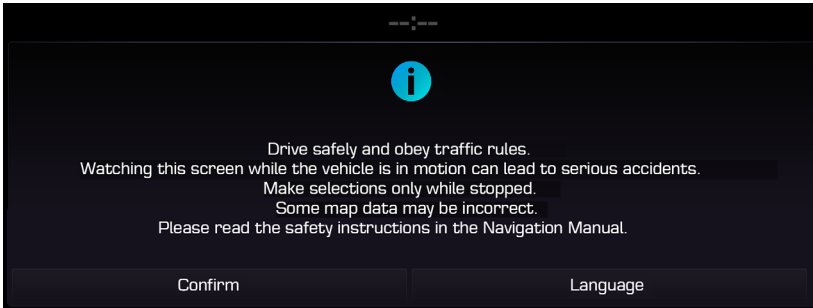 --:--
i
Drive safely and obey traffic rules.
Watching this screen while the vehicle is in motion can lead to serious accidents.
Make selections only while stopped.
Some map data may be incorrect.
Please read the safety instructions in the Navigation Manual.
Confirm
Language